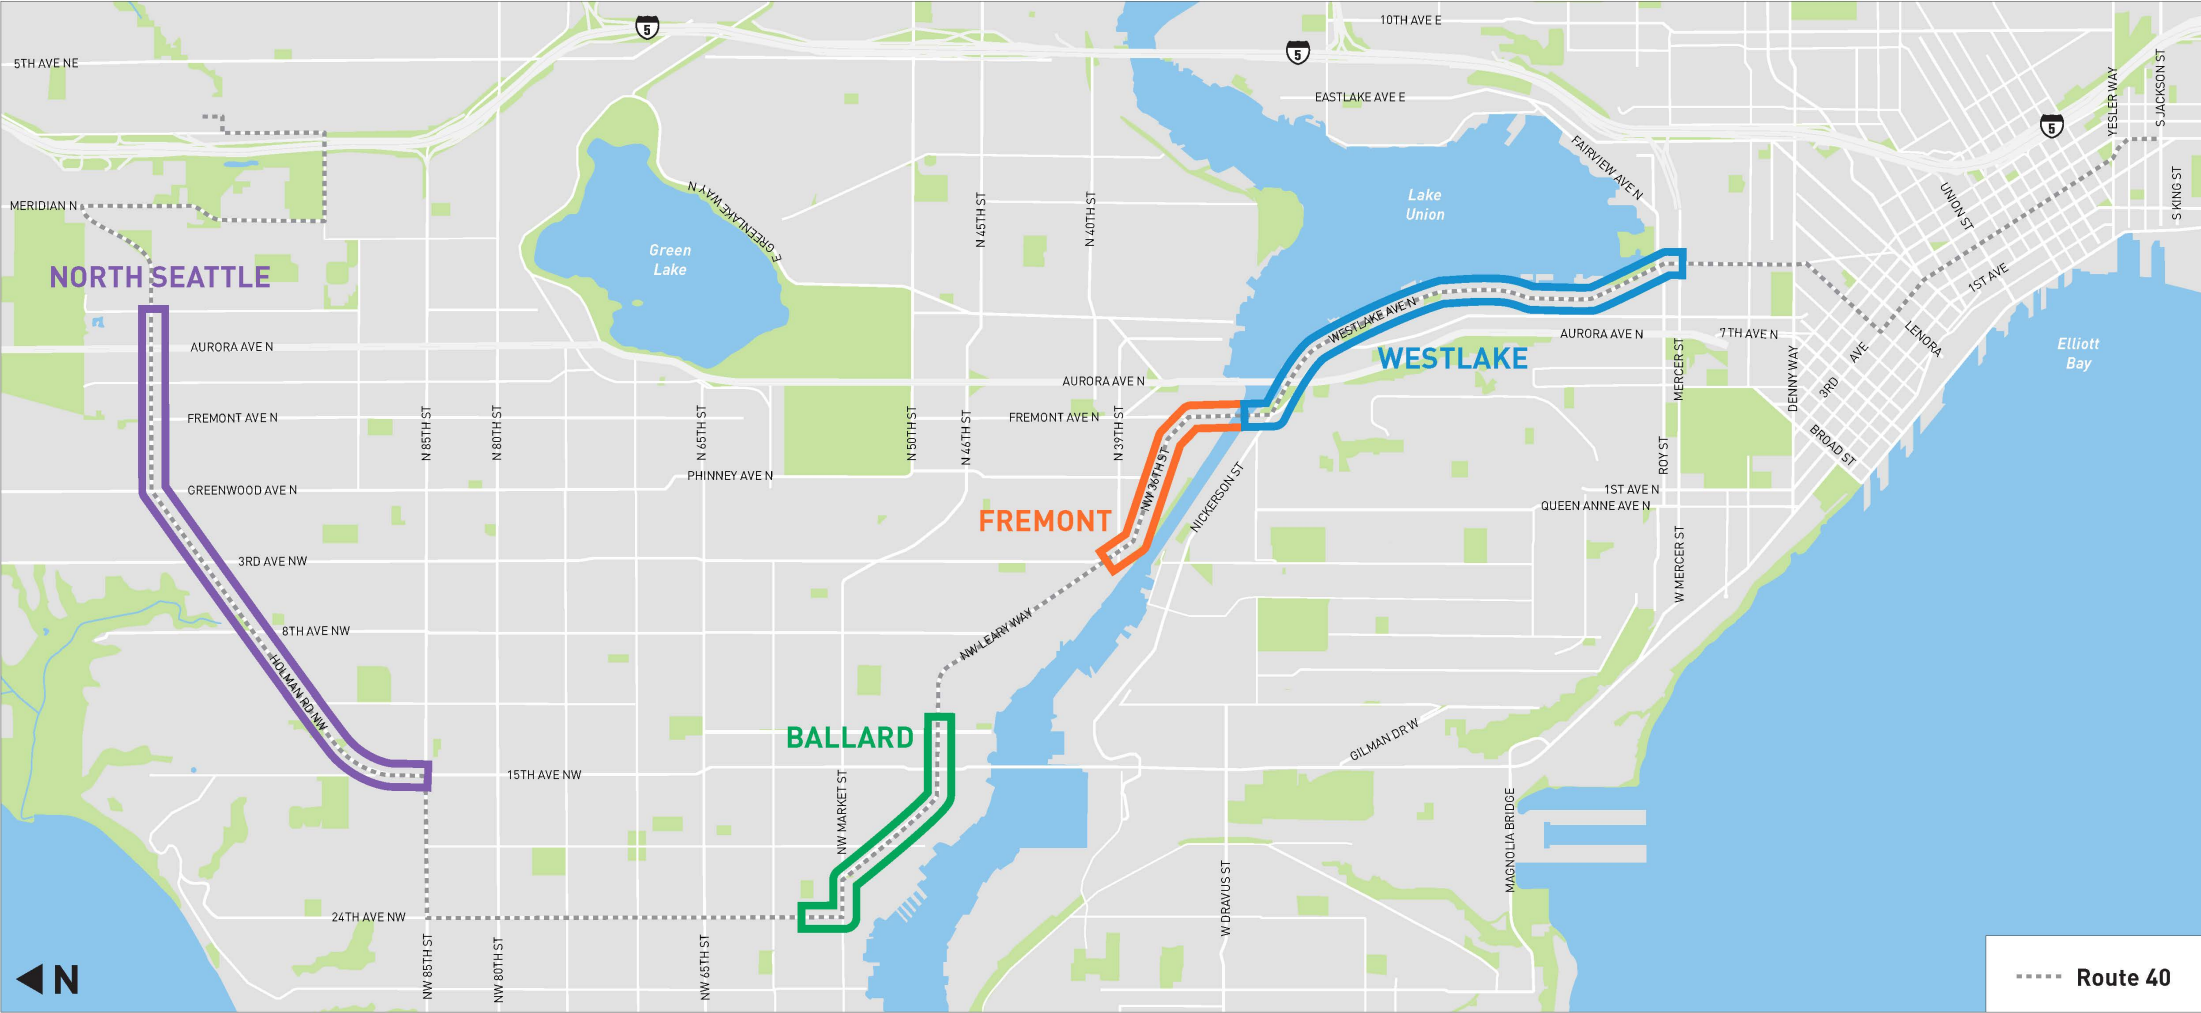 5
10TH AVE E
5
5TH AVE NE
EASTLAKE AVE E
5
YESLER WAY
S JACKSON ST
FAIRVIEW AVE N
MERIDIAN N
E GREENLAKE WAY N
N 45TH ST
N 40TH ST
Lake
Union
UNION ST
S KING ST
Green
Lake
NORTH SEATTLE
1ST AVE
WESTLAKE AVE N
AURORA AVE N
AURORA AVE N
7TH AVE N
LENORA
Elliott
Bay
WESTLAKE
MERCER ST
DENNY WAY
3RD AVE
AURORA AVE N
FREMONT AVE N
N 85TH ST
N 80TH ST
N 65TH ST
N 50TH ST
N 46TH ST
FREMONT AVE N
N 39TH ST
BROAD ST
ROY ST
PHINNEY AVE N
NW 36TH ST
NICKERSON ST
GREENWOOD AVE N
1ST AVE N
QUEEN ANNE AVE N
FREMONT
3RD AVE NW
W MERCER ST
8TH AVE NW
NW LEARY WAY
HOLMAN RD NW
BALLARD
GILMAN DR W
15TH AVE NW
NW MARKET ST
MAGNOLIA BRIDGE
W DRAVUS ST
24TH AVE NW
NW 85TH ST
NW 80TH ST
NW 65TH ST
N
Route 40